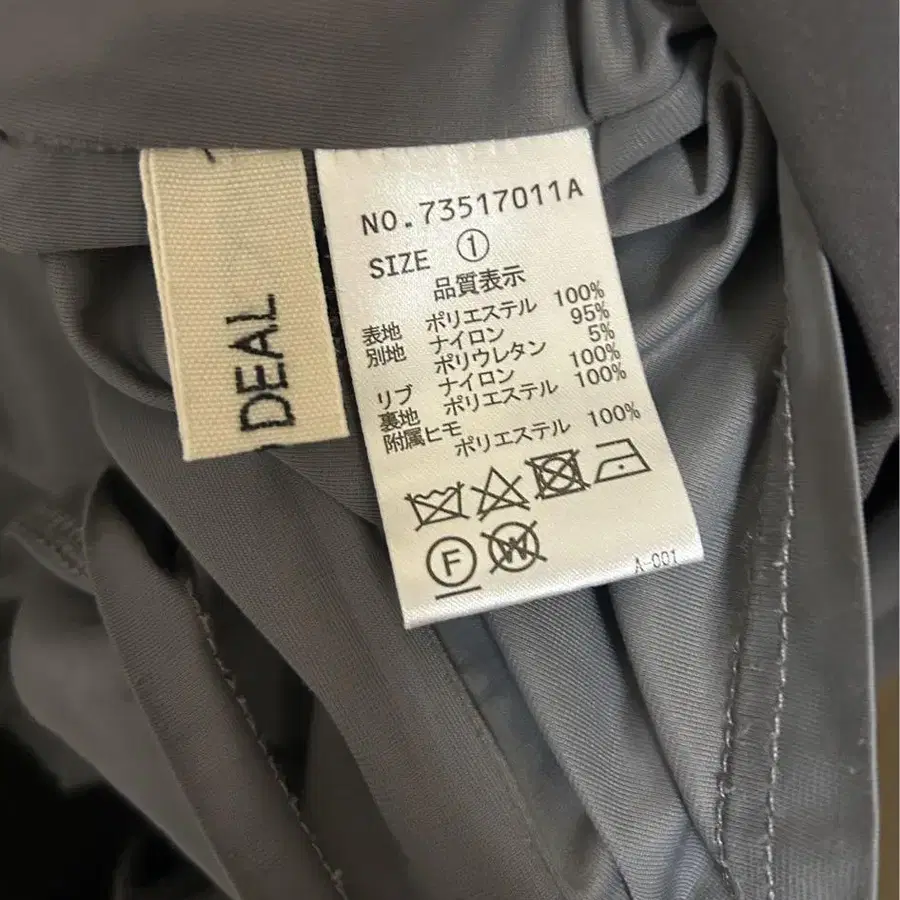 DEAL
NO.73517011A
SIZE ①
品質表示
表地 ポリエステル 100%
別地 ナイロン 95%
ポリウレタン 5%
リブ ナイロン 100%
裏地 ポリエステル 100%
附属ヒモ
ポリエステル 100%
F W
A-001